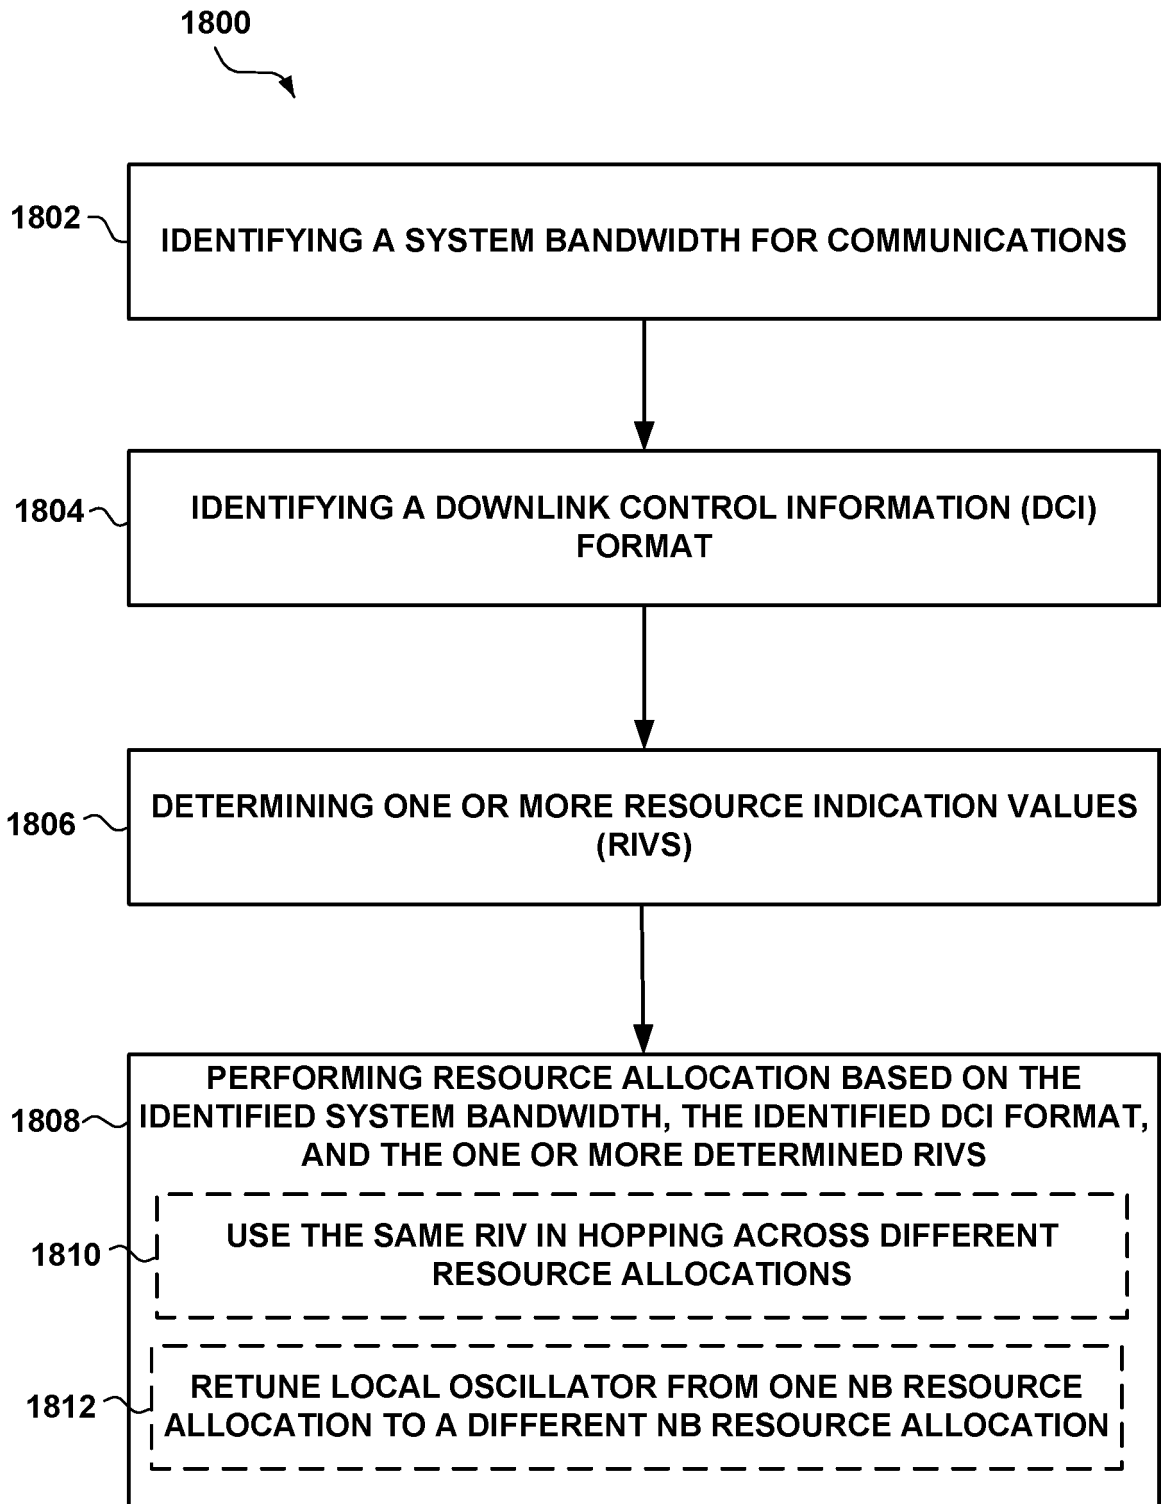 1800
1802
IDENTIFYING A SYSTEM BANDWIDTH FOR COMMUNICATIONS
1804
IDENTIFYING A DOWNLINK CONTROL INFORMATION (DCI)
FORMAT
1806
DETERMINING ONE OR MORE RESOURCE INDICATION VALUES
(RIVS)
1808
PERFORMING RESOURCE ALLOCATION BASED ON THE
IDENTIFIED SYSTEM BANDWIDTH, THE IDENTIFIED DCI FORMAT,
AND THE ONE OR MORE DETERMINED RIVS
1810
USE THE SAME RIV IN HOPPING ACROSS DIFFERENT
RESOURCE ALLOCATIONS
1812
RETUNE LOCAL OSCILLATOR FROM ONE NB RESOURCE
ALLOCATION TO A DIFFERENT NB RESOURCE ALLOCATION